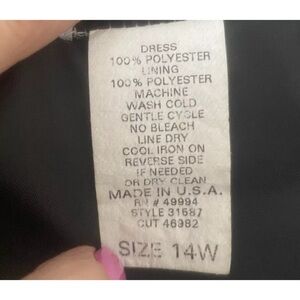 DRESS
100% POLYESTER
LINING
100% POLYESTER
MACHINE
WASH COLD
GENTLE CYCLE
NO BLEACH
LINE DRY
COOL IRON ON
REVERSE SIDE
IF NEEDED
OR DRY CLEAN
MADE IN U.S.A.
RN # 49994
STYLE 31587
CUT 46982
SIZE 14W